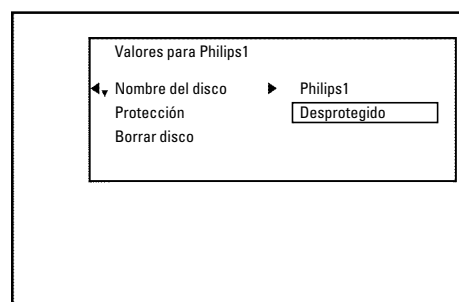 Valores para Philips1
Nombre del disco Philips1
Protección Desprotegido
Borrar disco